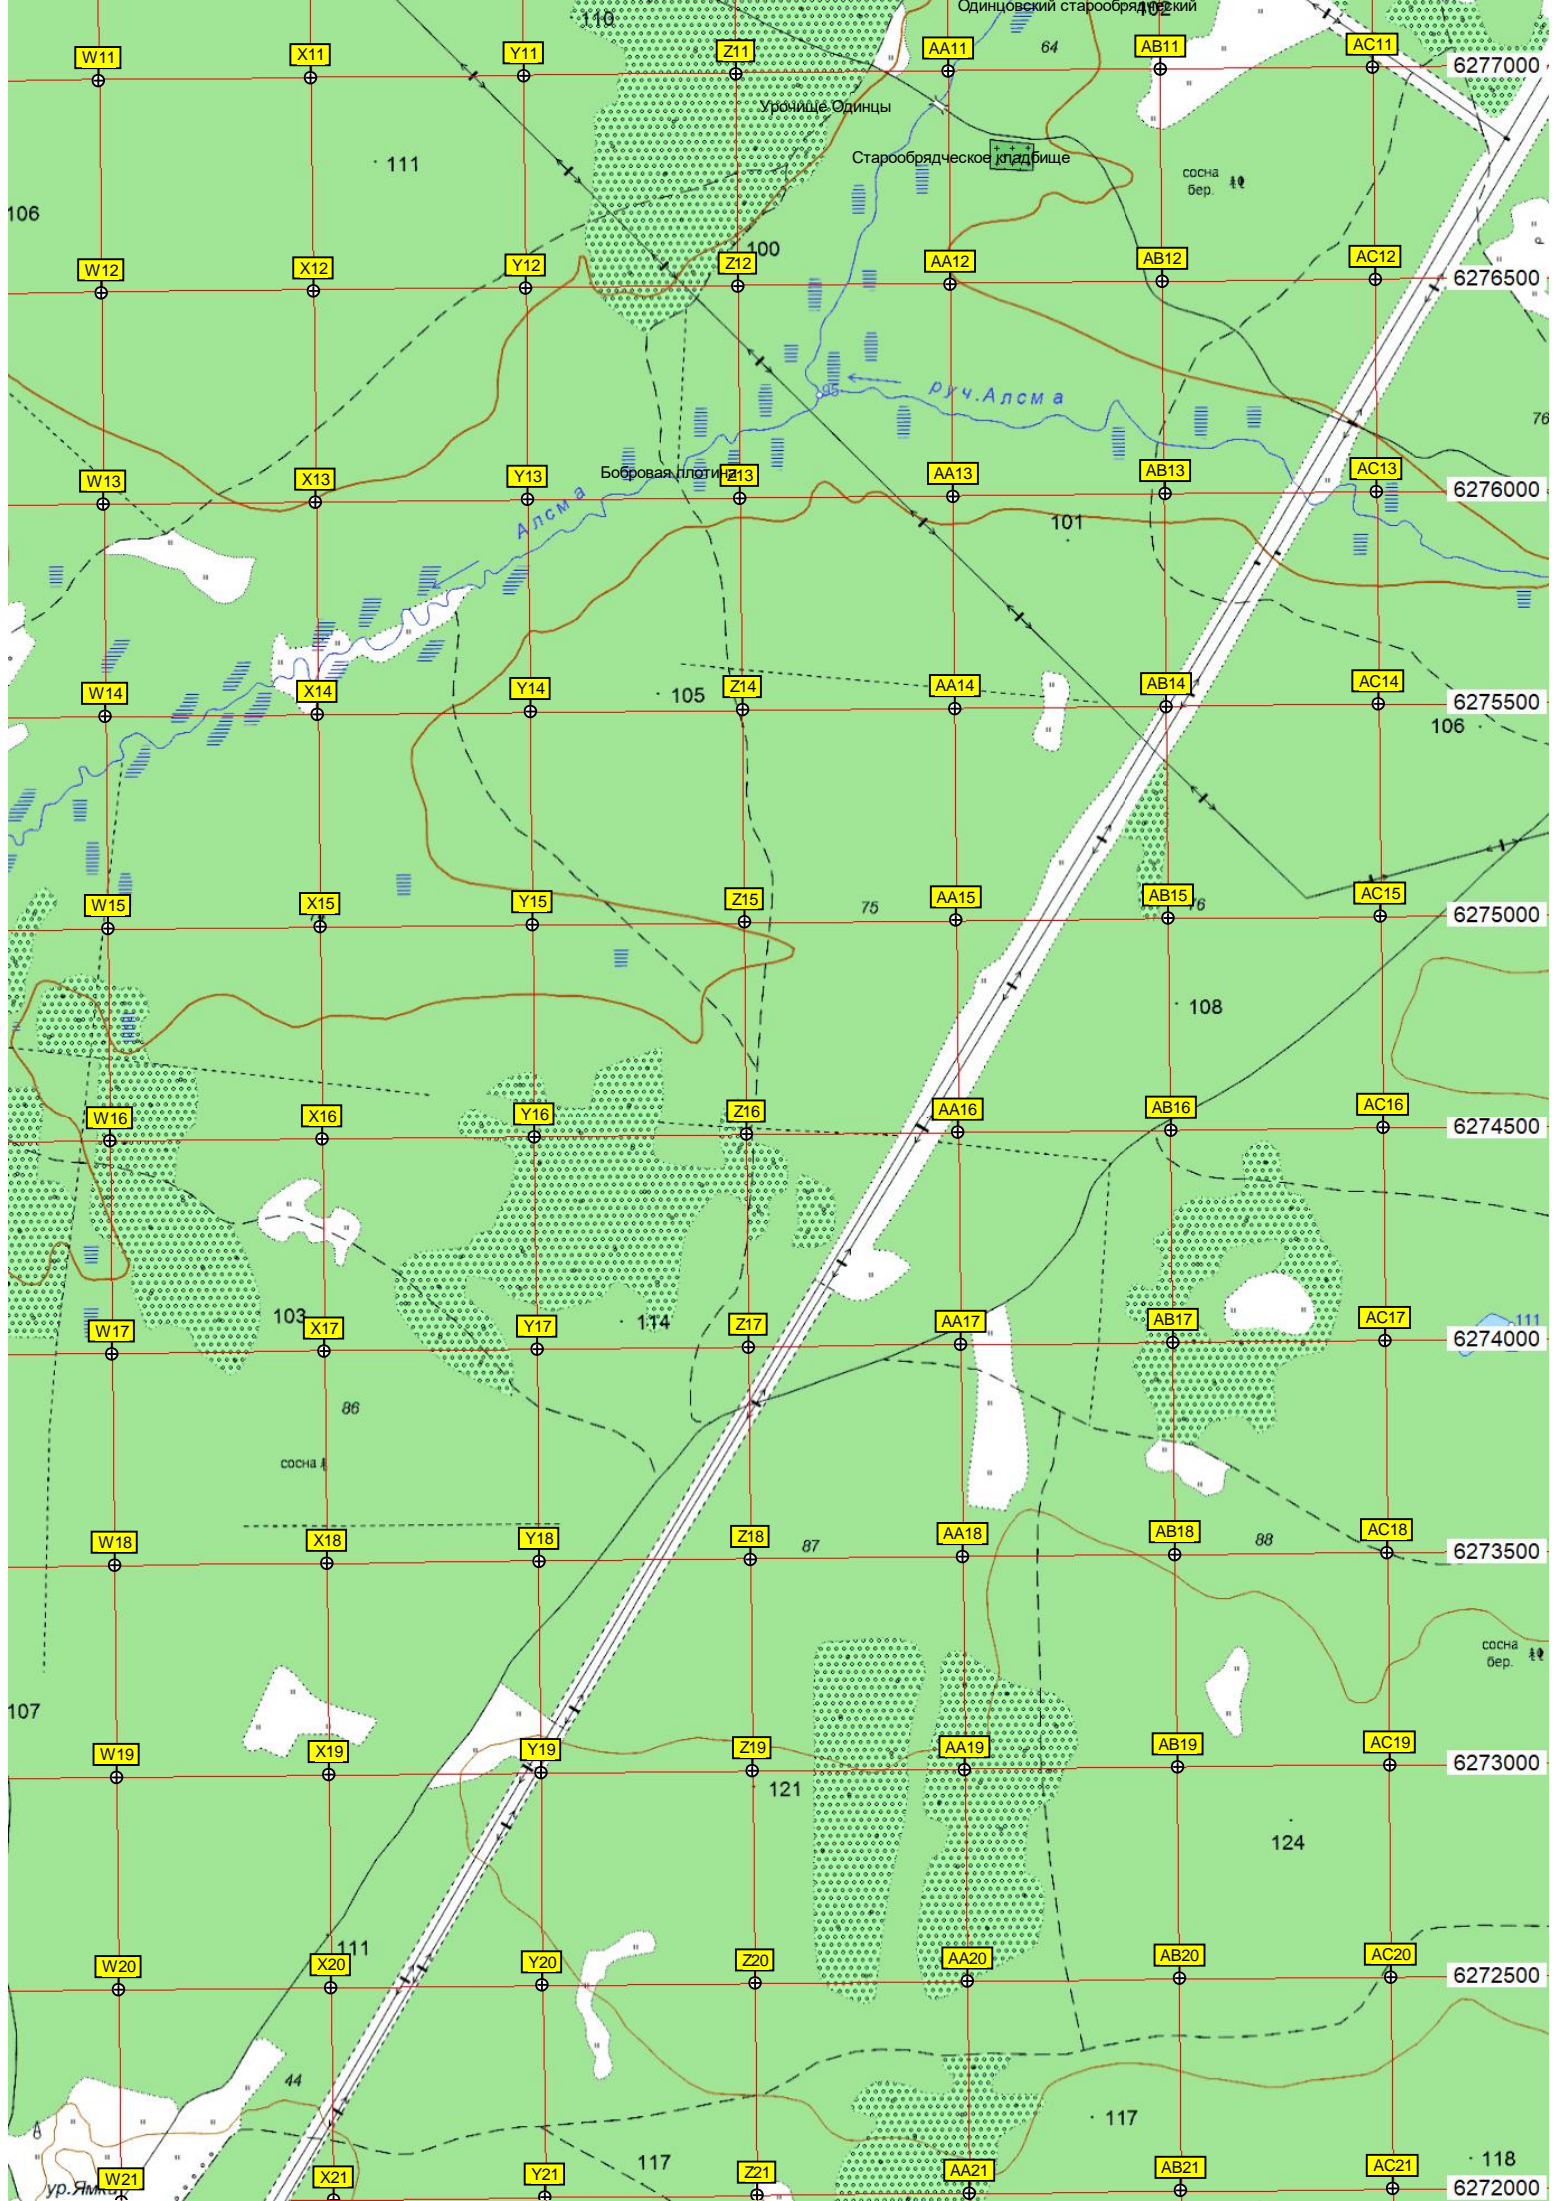 Одинцовский старообрядческий
110
102
64
W11 X11 Y11 Z11 AA11 AB11 AC11
6277000
Урочище Одинцы
Старообрядческое кладбище
111
сосна
бер.
106
100
W12 X12 Y12 Z12 AA12 AB12 AC12
6276500
95
руч.Алсма
76
Бобровая плотина
W13 X13 Y13 Z13 AA13 AB13 AC13
6276000
Алсма
101
105
W14 X14 Y14 Z14 AA14 AB14 AC14
6275500
106
W15 X15 Y15 Z15 75 AA15 AB15 76 AC15
6275000
108
W16 X16 Y16 Z16 AA16 AB16 AC16
6274500
103
114
111
W17 X17 Y17 Z17 AA17 AB17 AC17
6274000
86
сосна
W18 X18 Y18 Z18 87 AA18 AB18 88 AC18
6273500
сосна
бер.
107
W19 X19 Y19 Z19 AA19 AB19 AC19
6273000
121
124
111
W20 X20 Y20 Z20 AA20 AB20 AC20
6272500
44
117
117
118
ур.Ямка
W21 X21 Y21 Z21 AA21 AB21 AC21
6272000